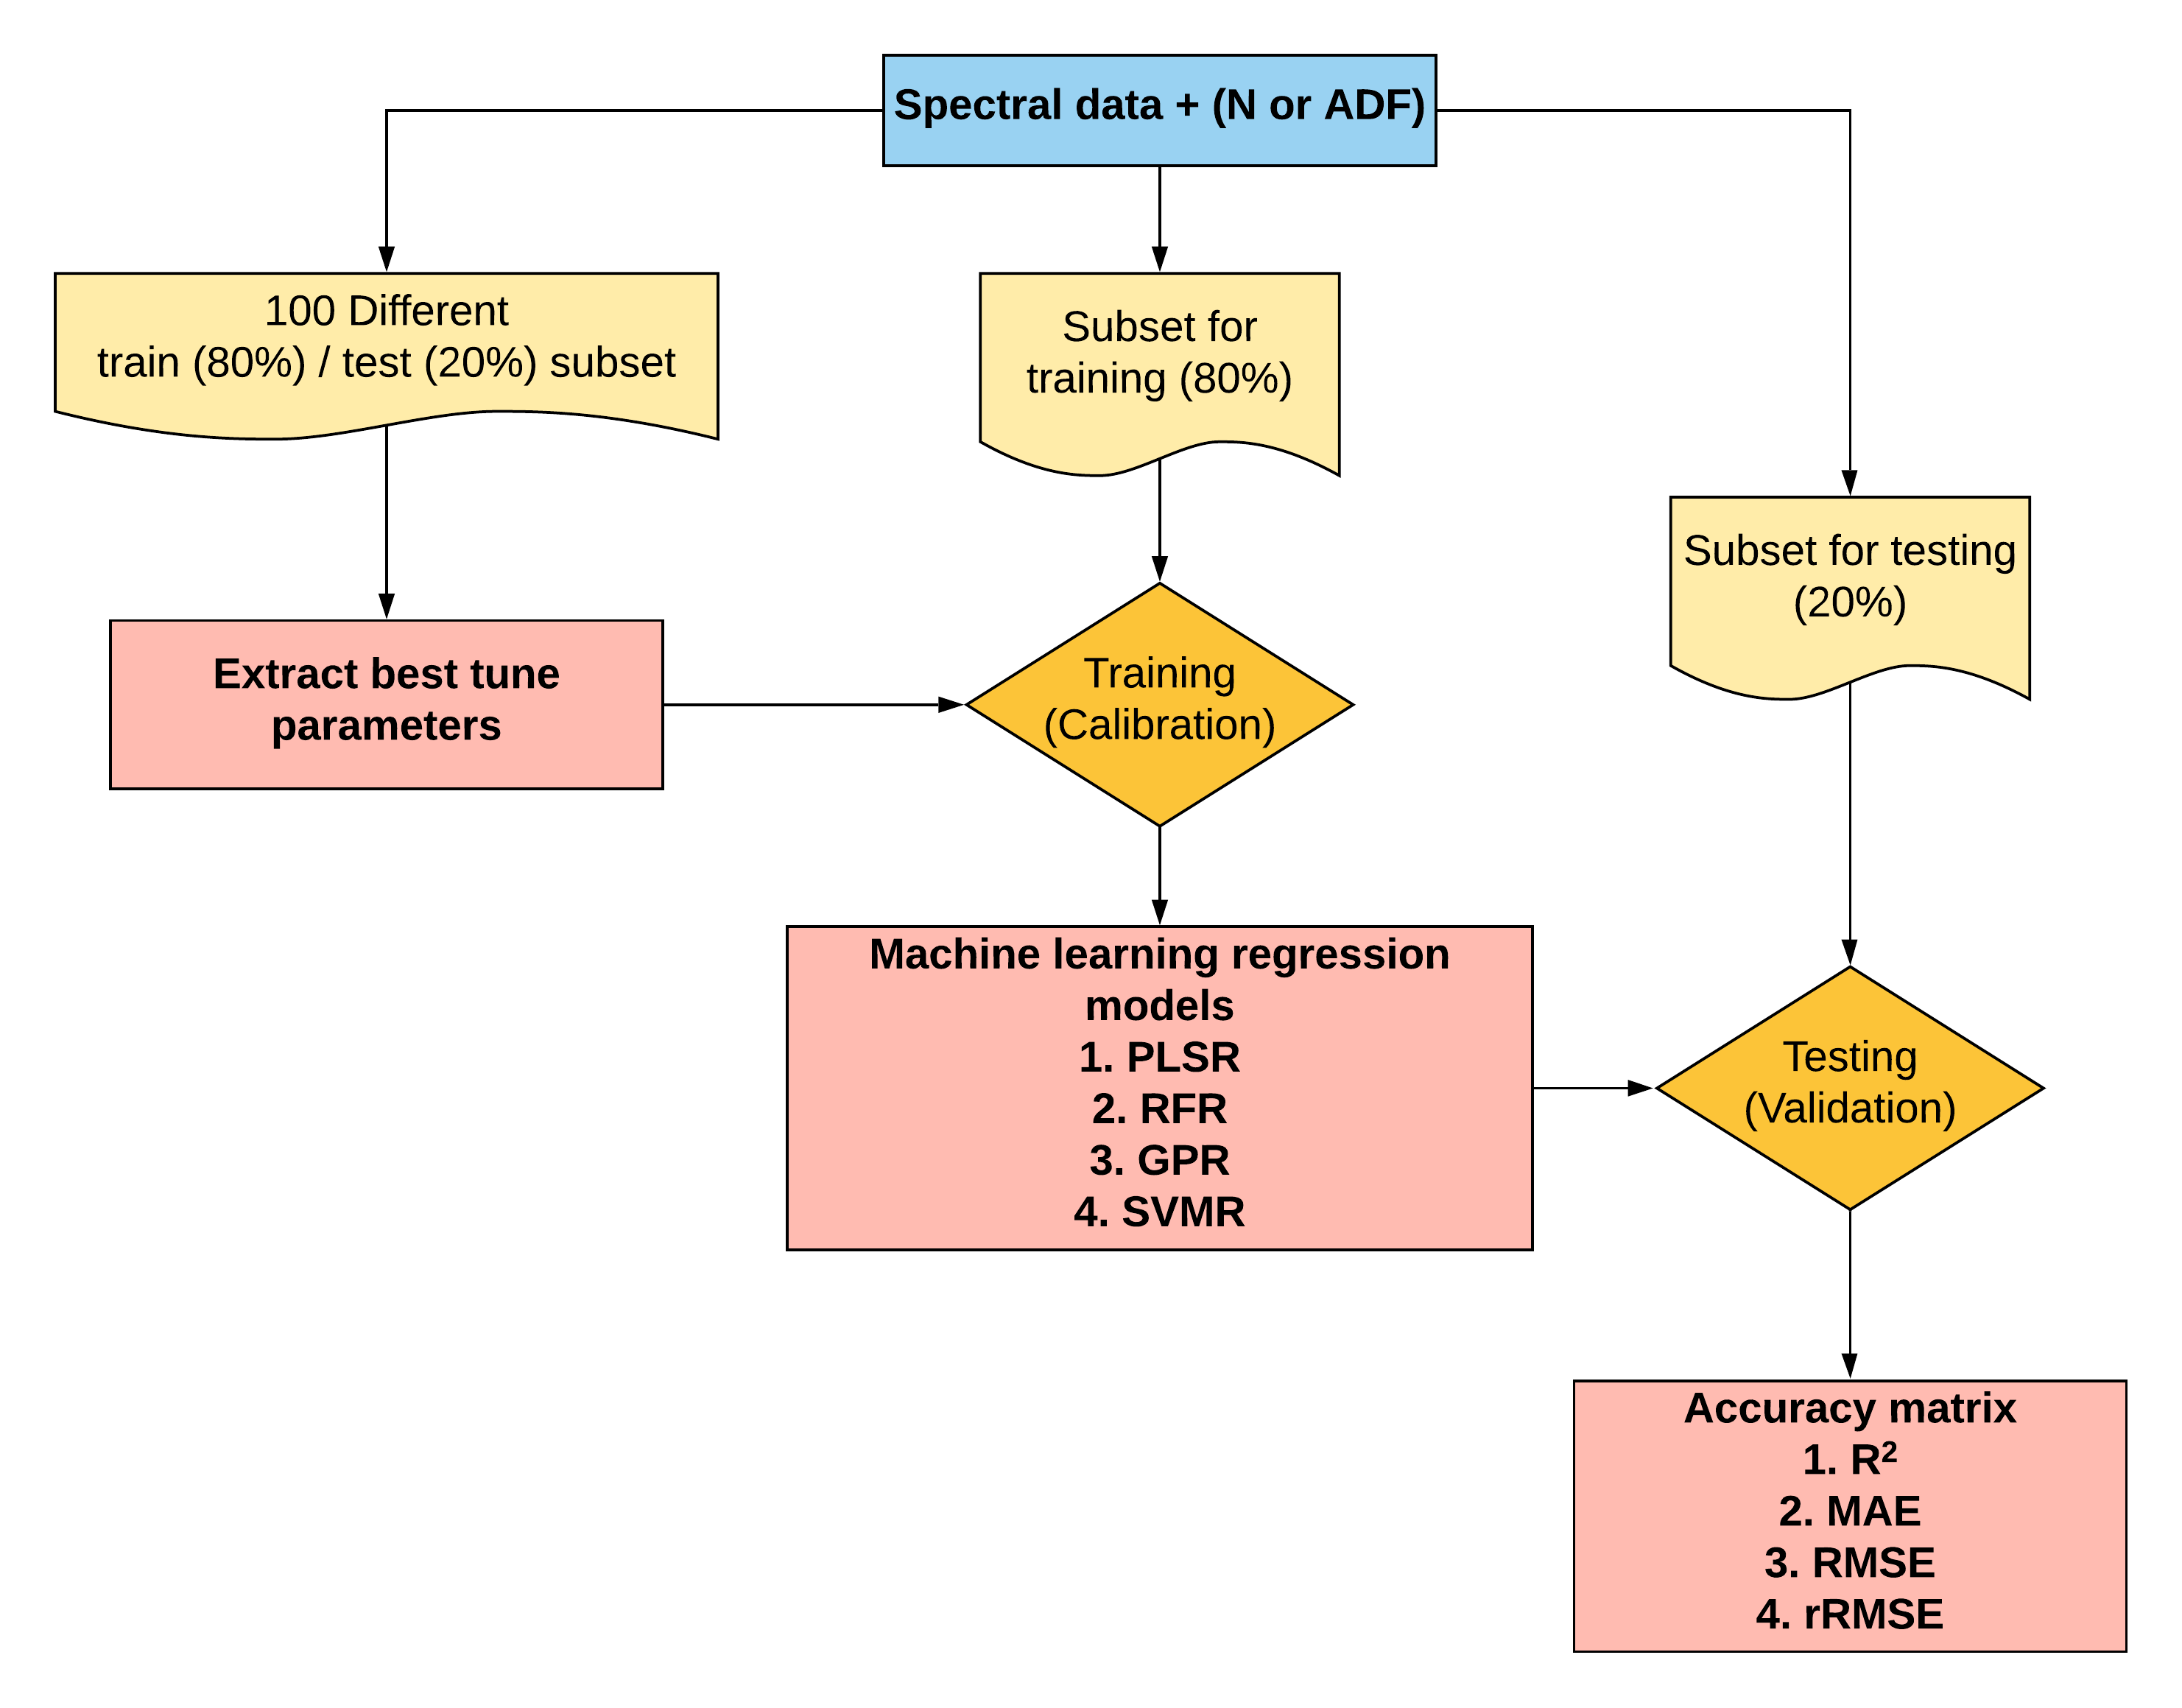 Spectral data + (N or ADF)
100 Different
train (80%) / test (20%) subset
Subset for
training (80%)
Subset for testing
(20%)
Extract best tune
parameters
Training
(Calibration)
Machine learning regression
models
1. PLSR
2. RFR
3. GPR
4. SVMR
Testing
(Validation)
Accuracy matrix
1. R²
2. MAE
3. RMSE
4. rRMSE